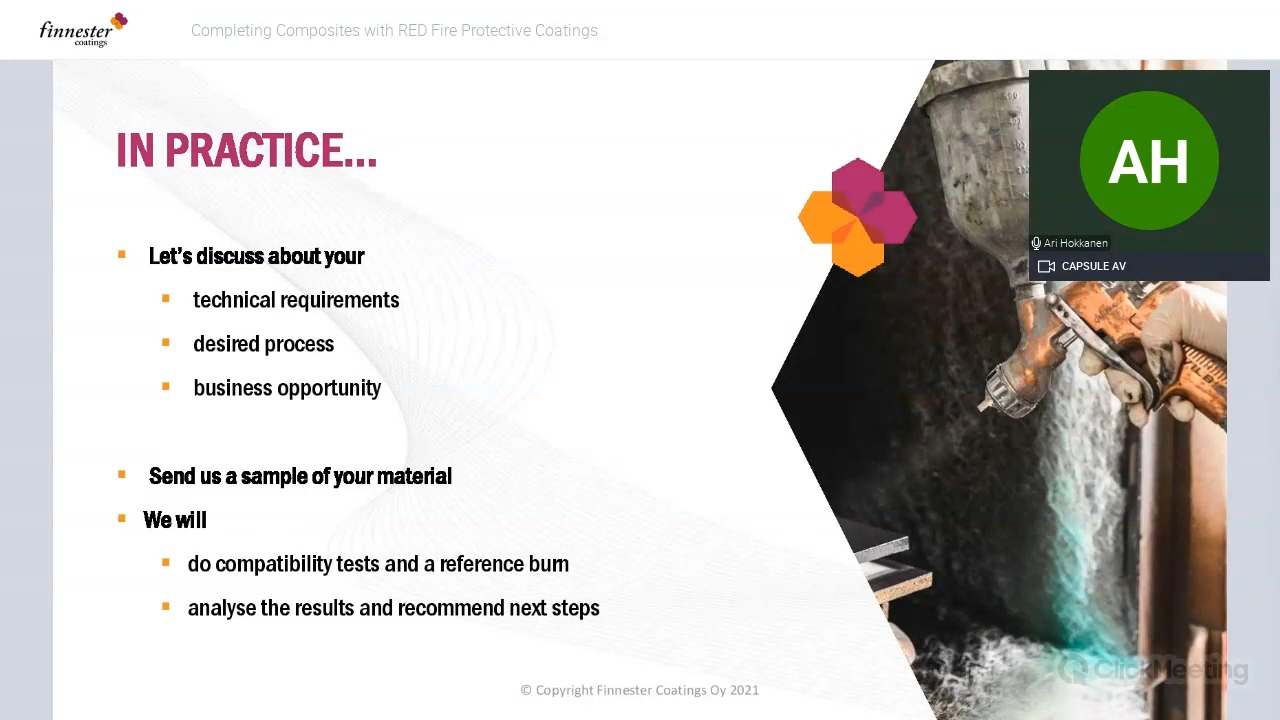 finnester
coatings
Completing Composites with RED Fire Protective Coatings
IN PRACTICE...
Let's discuss about your
technical requirements
desired process
business opportunity
Send us a sample of your material
We will
do compatibility tests and a reference burn
analyse the results and recommend next steps
AH
Ari Hokkanen
CAPSULE AV
ClickMeeting
© Copyright Finnester Coatings Oy 2021